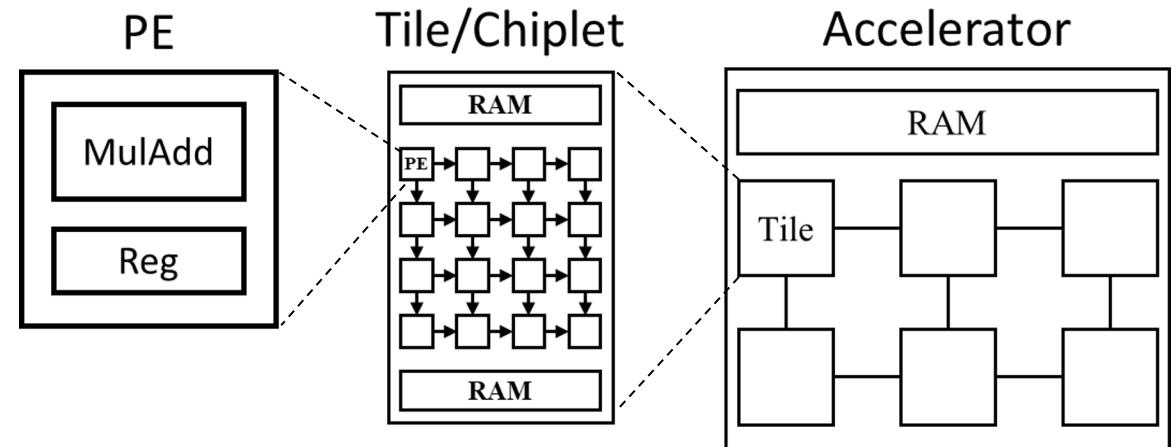 PE
MulAdd
Reg
Tile/Chiplet
RAM
PE
RAM
Accelerator
RAM
Tile